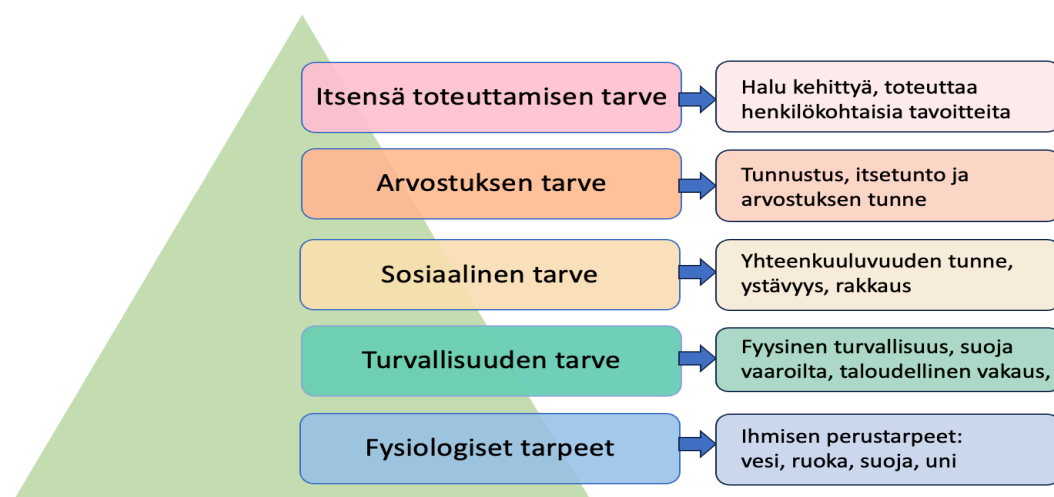 Itsensä toteuttamisen tarve
Halu kehittyä, toteuttaa
henkilökohtaisia tavoitteita
Arvostuksen tarve
Tunnustus, itsetunto ja
arvostuksen tunne
Sosiaalinen tarve
Yhteenkuuluvuuden tunne,
ystävyys, rakkaus
Turvallisuuden tarve
Fyysinen turvallisuus, suoja
vaaroilta, taloudellinen vakaus,
Fysiologiset tarpeet
Ihmisen perustarpeet:
vesi, ruoka, suoja, uni